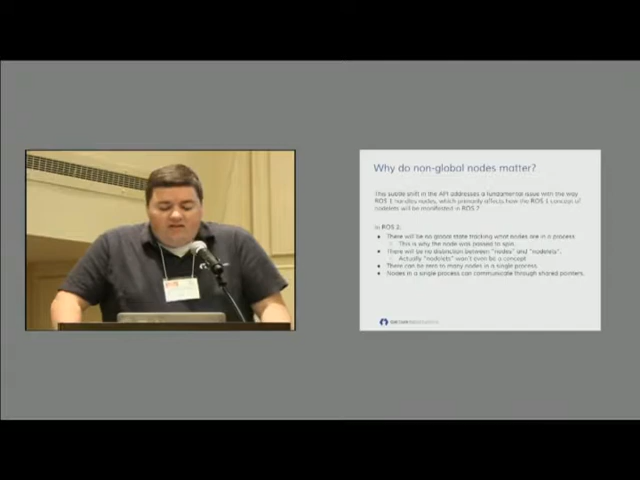 Why do non-global nodes matter?
This subtle shift in the API addresses a fundamental issue with the way
ROS 1 handles nodes, which primarily affects how the ROS 1 concept of
nodelets will be manifested in ROS 2
In ROS 2:
There will be no global state tracking what nodes are in a process
This is why the node was passed to spin
There will be no distinction between "nodes" and "nodelets".
Actually "nodelets" won't even be a concept
There can be zero to many nodes in a single process
Nodes in a single process can communicate through shared pointers.